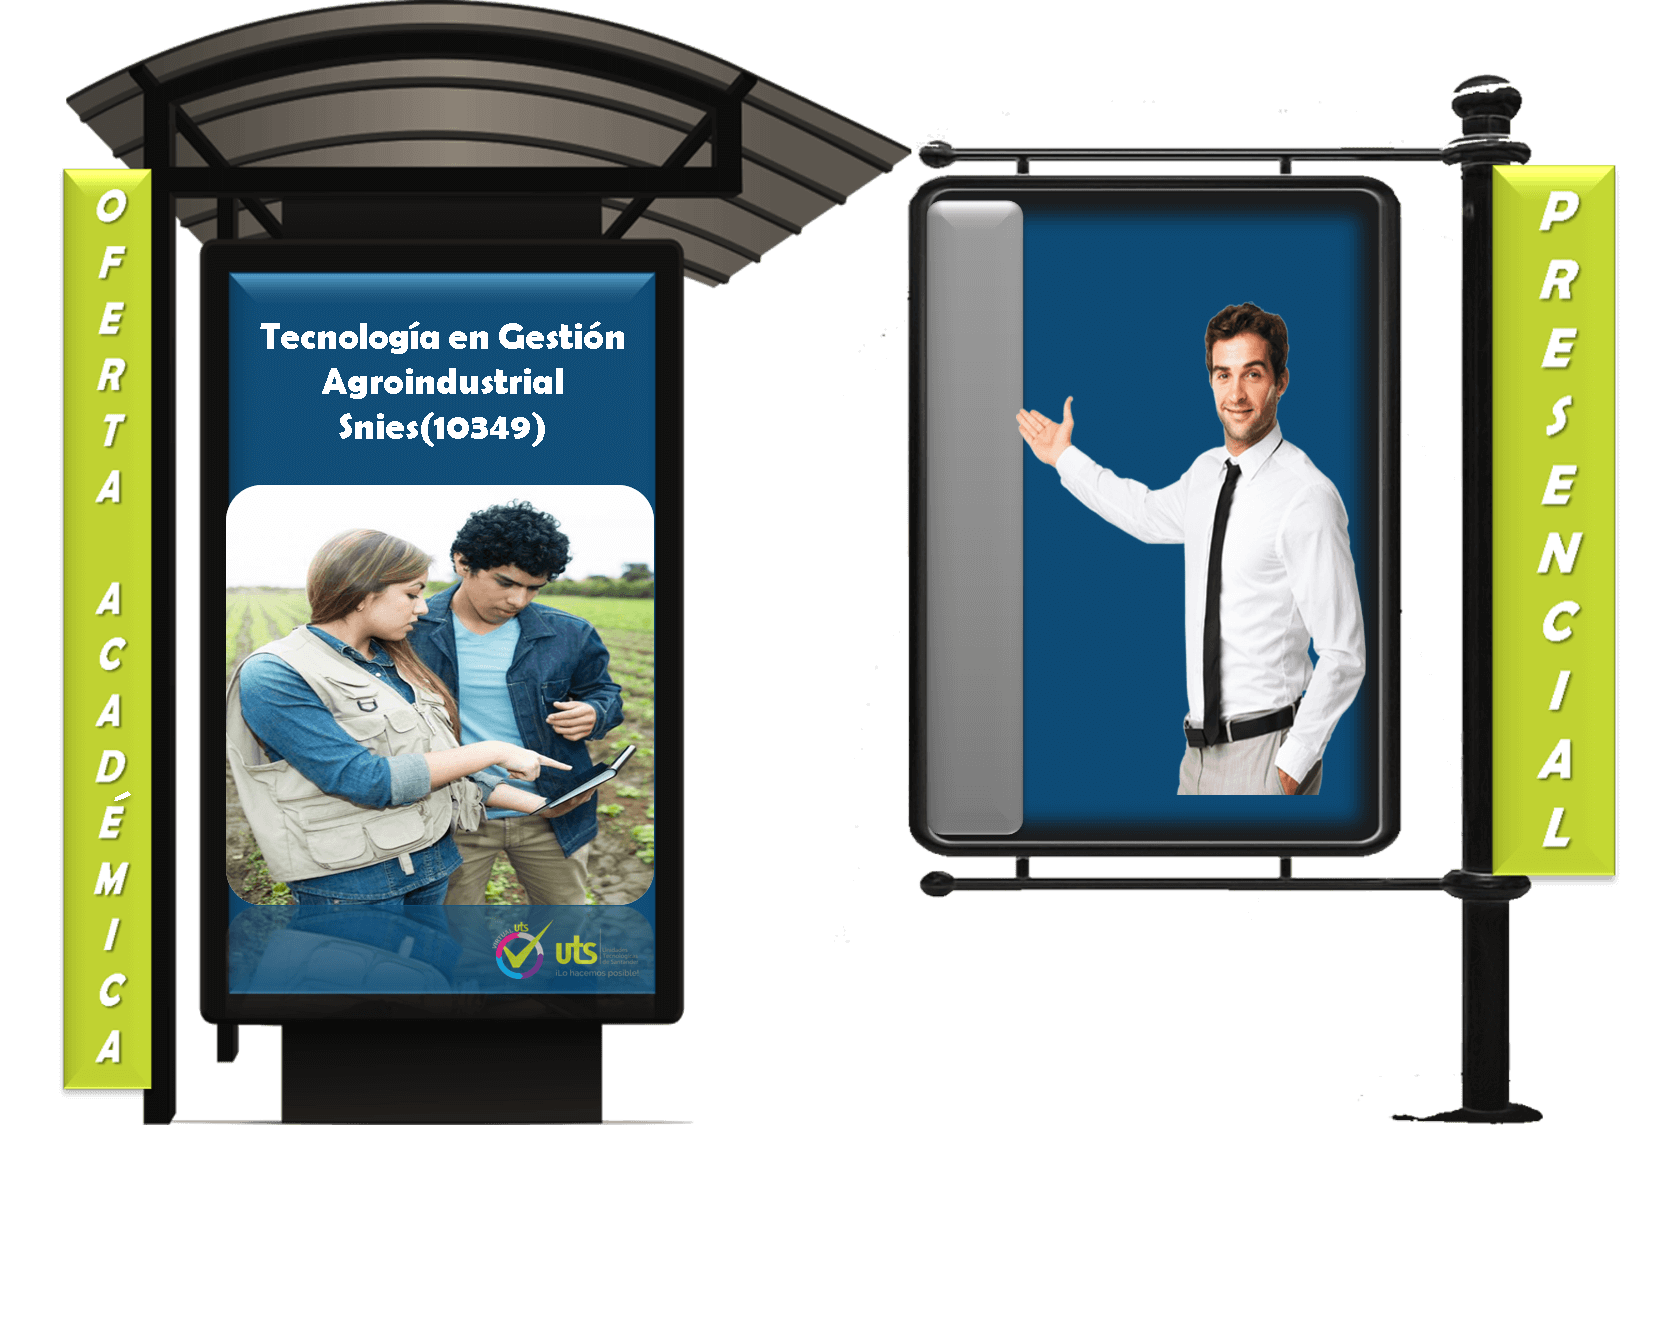 OFERTA ACADÉMICA
Tecnología en Gestión
Agroindustrial
Snies(10349)
VIRTUAL uts
uts
Unidades
Tecnológicas
de Santander
¡Lo hacemos posible!
PRESENCIAL